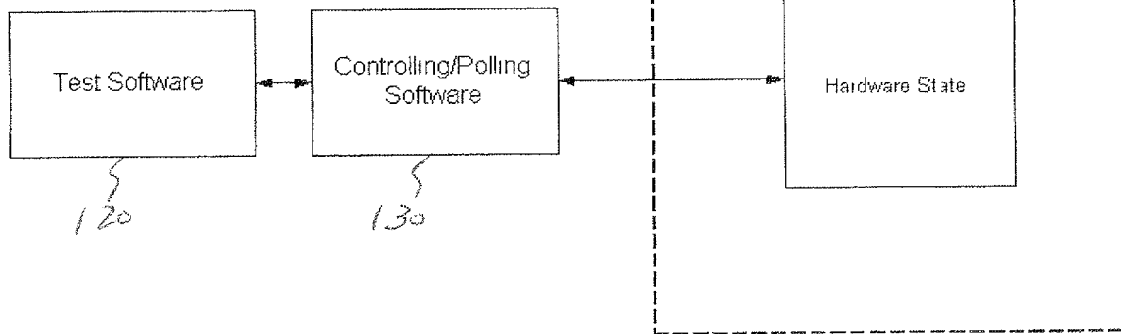 Test Software
Controlling/Polling
Software
Hardware State
120
130